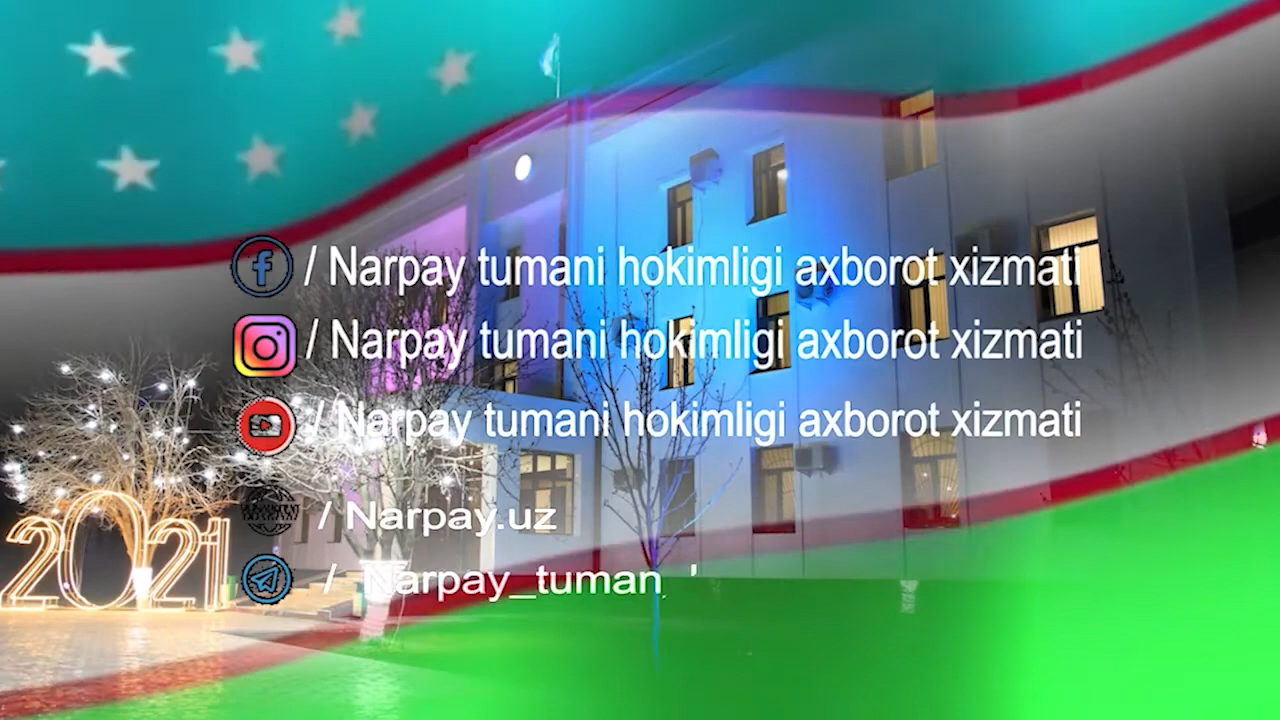 / Narpay tumani hokimligi axborot xizmati
/ Narpay tumani hokimligi axborot xizmati
/ Narpay tumani hokimligi axborot xizmati
/ Narpay.uz
/ Narpay_tuman
2021